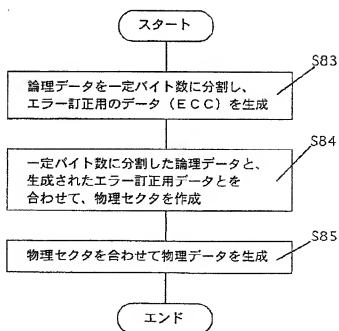 スタート
S83
論理データを一定バイト数に分割し、
エラー訂正用のデータ（ECC）を生成
S84
一定バイト数に分割した論理データと、
生成されたエラー訂正用データとを
合わせて、物理セクタを作成
S85
物理セクタを合わせて物理データを生成
エンド